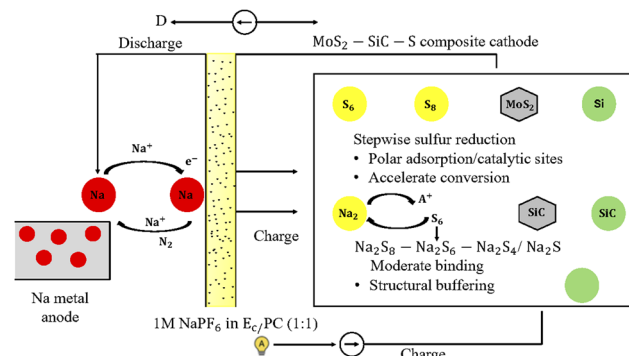 D
Discharge
MoS₂ – SiC – S composite cathode
S₆
S₈
MoS₂
Si
Stepwise sulfur reduction
• Polar adsorption/catalytic sites
• Accelerate conversion
Na⁺
e⁻
Na
Na
Na⁺
N₂
Na₂
A⁺
S₆
SiC
SiC
Charge
Na₂S₈ – Na₂S₆ – Na₂S₄/ Na₂S
Moderate binding
• Structural buffering
Na metal
anode
1M NaPF₆ in E꜀/PC (1:1)
A
Charge